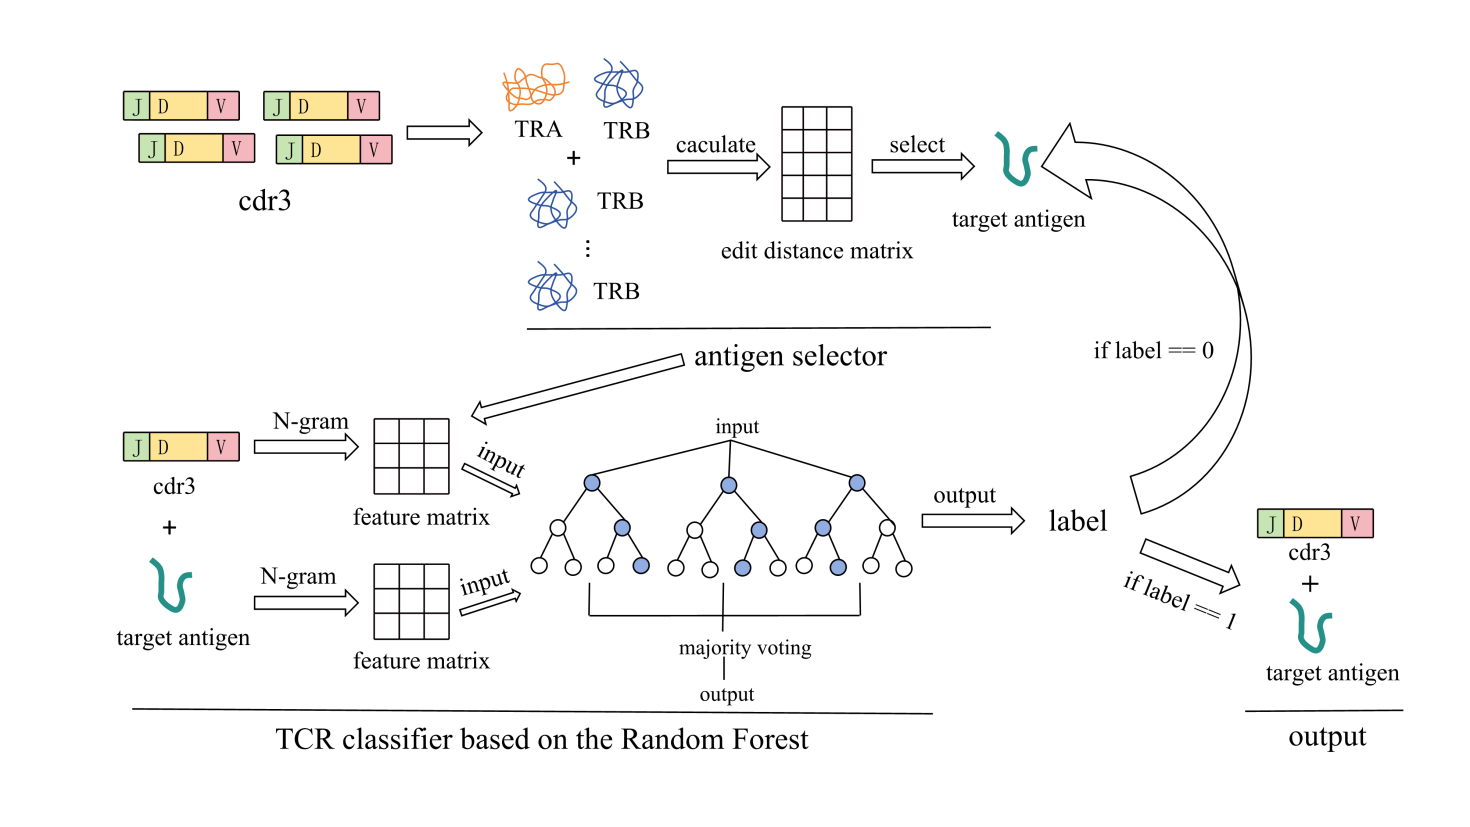 J D V J D V
J D V J D V
cdr3
TRA TRB
+
TRB
⋮
TRB
caculate
edit distance matrix
select
target antigen
antigen selector
if label == 0
J D V
cdr3
+
target antigen
N-gram
feature matrix
input
N-gram
feature matrix
input
input
majority voting
output
output
label
if label == 1
J D V
cdr3
+
target antigen
TCR classifier based on the Random Forest
output